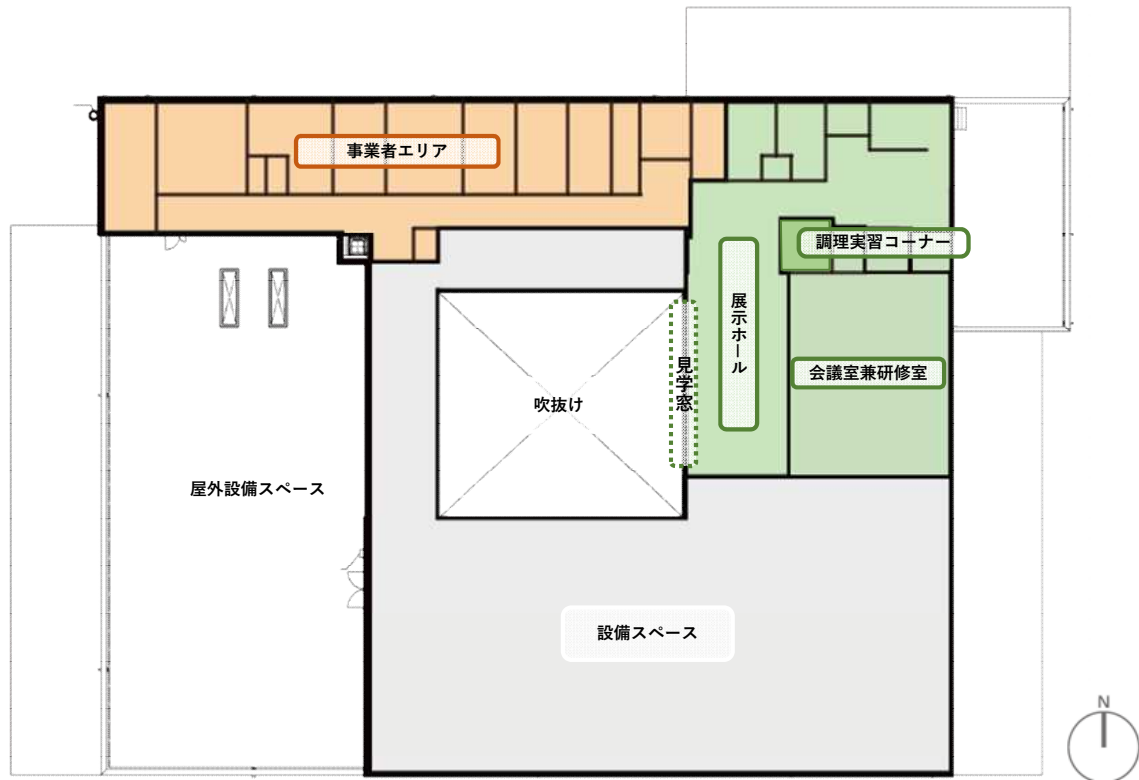 事業者エリア
調理実習コーナー
展示ホール
見学窓
会議室兼研修室
吹抜け
屋外設備スペース
設備スペース
N